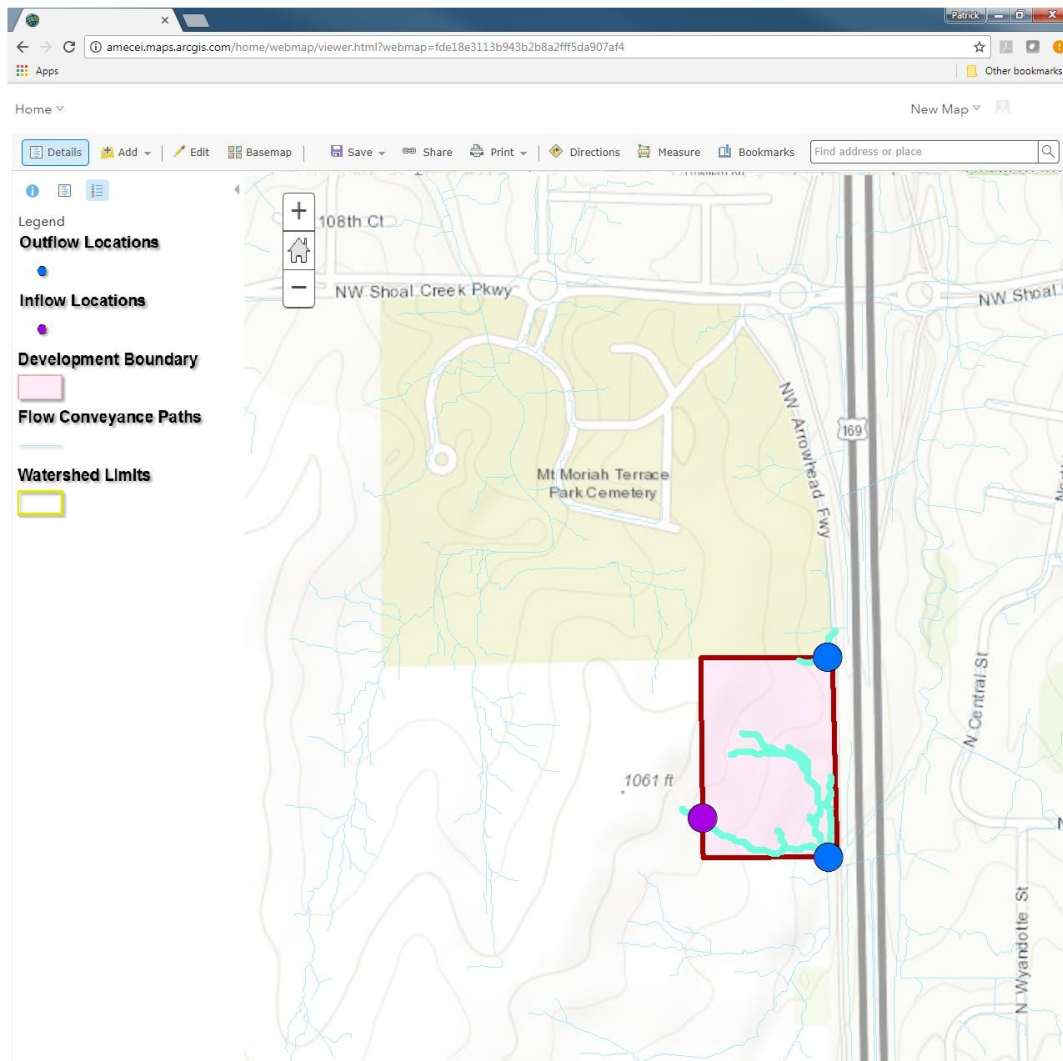 Patrick
amecei.maps.arcgis.com/home/webmap/viewer.html?webmap=fde18e3113b943b2b8a2fff5da907af4
Apps
Other bookmarks
Home
New Map
Details
Add
Edit
Basemap
Save
Share
Print
Directions
Measure
Bookmarks
Find address or place
Legend
Outflow Locations
Inflow Locations
Development Boundary
Flow Conveyance Paths
Watershed Limits
108th Ct
NW Shoal Creek Pkwy
NW Shoal
NW Arrowhead Fwy
169
Mt Moriah Terrace
Park Cemetery
N Central St
1061 ft
N Wyandotte St